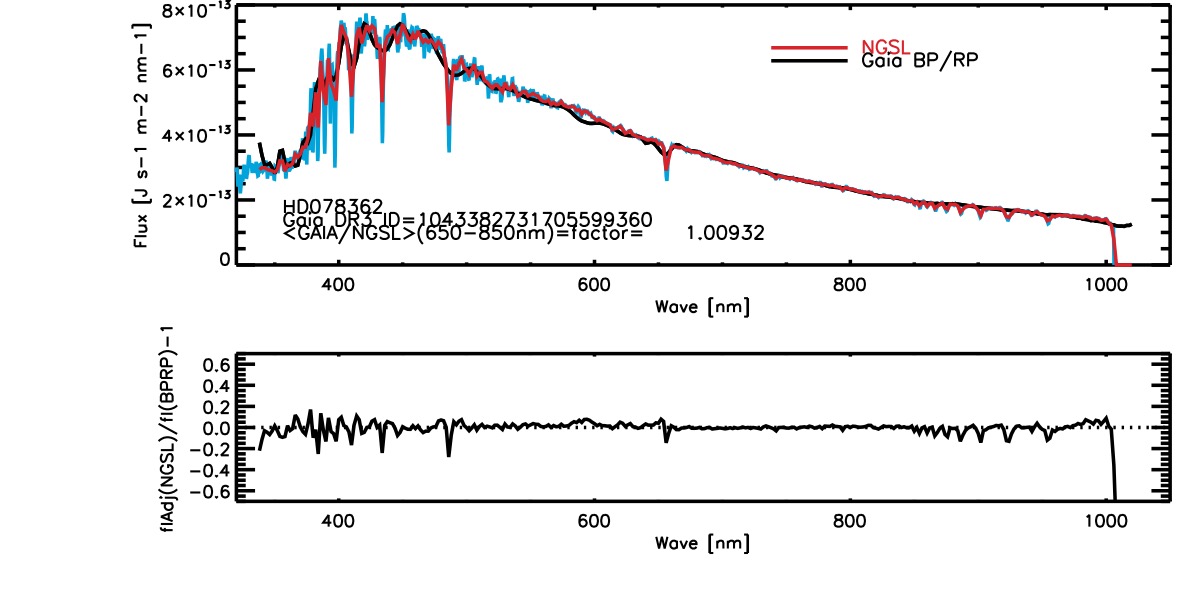 8×10−13
6×10−13
4×10−13
2×10−13
0
Flux [J s−1 m−2 nm−1]
NGSL
Gaia BP/RP
HD078362
Gaia DR3 ID=1043382731705599360
<GAIA/NGSL>(650−850nm)=factor= 1.00932
400 600 800 1000
Wave [nm]
flAdj(NGSL)/fl(BPRP)−1
0.6
0.4
0.2
0.0
−0.2
−0.4
−0.6
400 600 800 1000
Wave [nm]